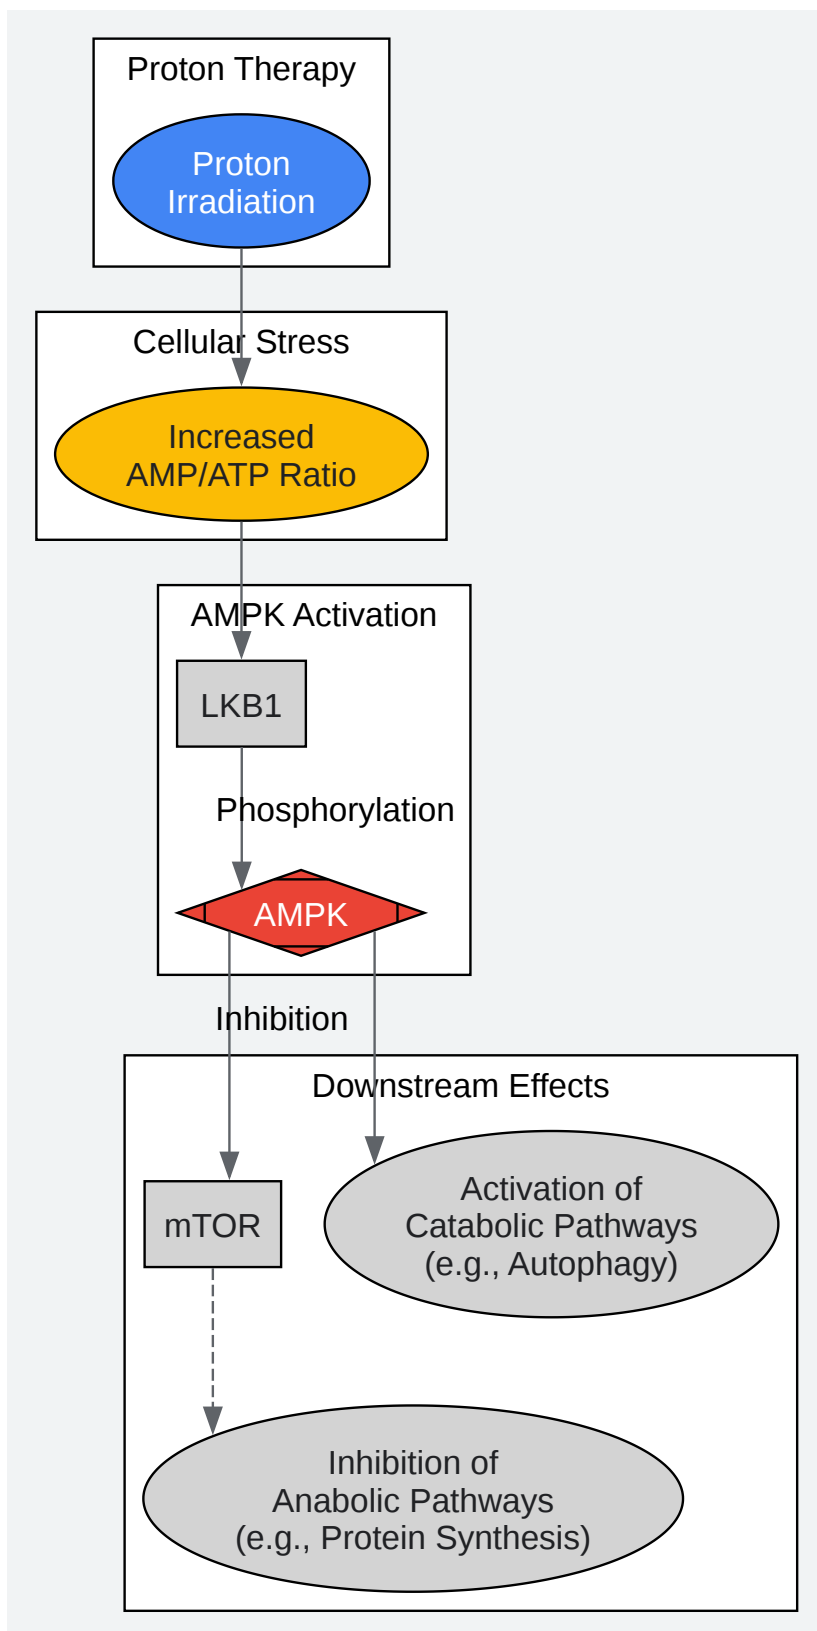 Proton Therapy
Proton
Irradiation
Cellular Stress
Increased
AMP/ATP Ratio
AMPK Activation
LKB1
Phosphorylation
AMPK
Inhibition
Downstream Effects
mTOR
Activation of
Catabolic Pathways
(e.g., Autophagy)
Inhibition of
Anabolic Pathways
(e.g., Protein Synthesis)